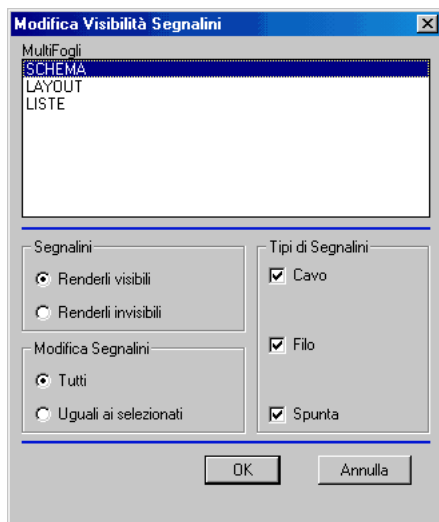 Modifica Visibilità Segnalini
MultiFogli
SCHEMA
LAYOUT
LISTE
Segnalini
Renderli visibili
Renderli invisibili
Modifica Segnalini
Tutti
Uguali ai selezionati
Tipi di Segnalini
Cavo
Filo
Spunta
OK
Annulla